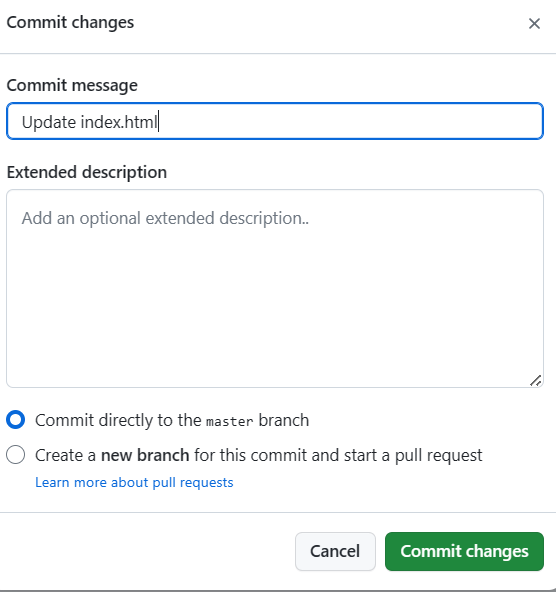 Commit changes
Commit message
Update index.html
Extended description
Add an optional extended description..
Commit directly to the master branch
Create a new branch for this commit and start a pull request
Learn more about pull requests
Cancel
Commit changes